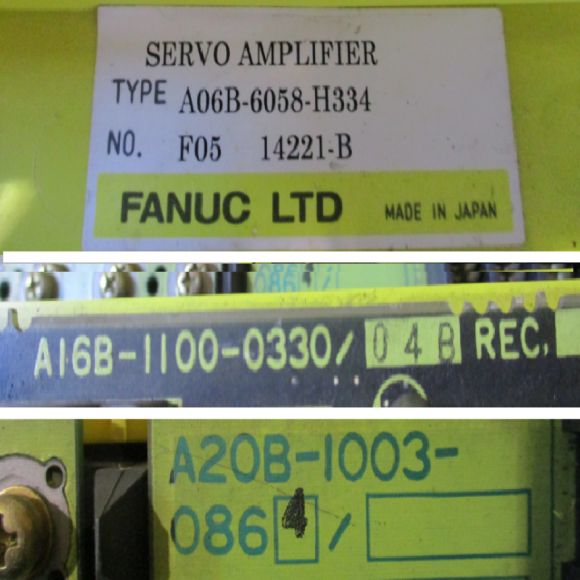 SERVO AMPLIFIER
TYPE A06B-6058-H334
NO. F05 14221-B
FANUC LTD MADE IN JAPAN
086
A16B-1100-0330/04B REC.
A20B-1003-
0864/